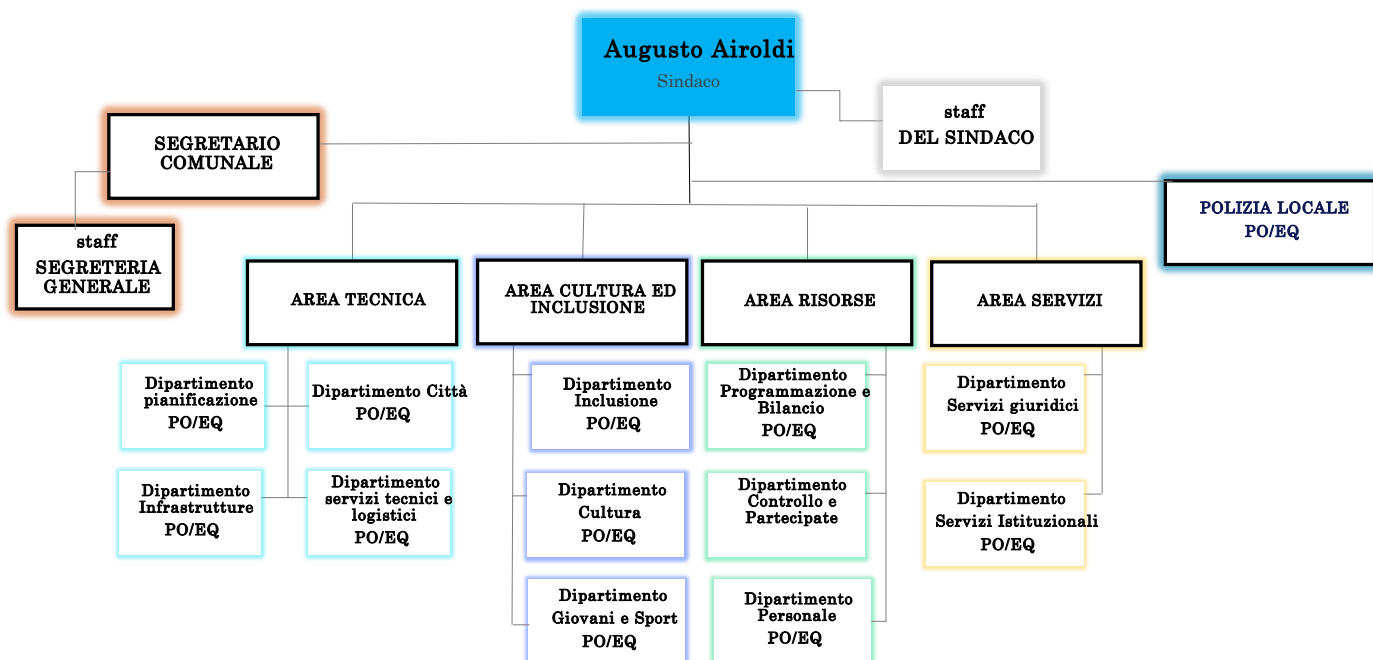 Augusto Airoldi
Sindaco
staff
DEL SINDACO
SEGRETARIO
COMUNALE
POLIZIA LOCALE
PO/EQ
staff
SEGRETERIA
GENERALE
AREA TECNICA
AREA CULTURA ED
INCLUSIONE
AREA RISORSE
AREA SERVIZI
Dipartimento
pianificazione
PO/EQ
Dipartimento Città
PO/EQ
Dipartimento
Inclusione
PO/EQ
Dipartimento
Programmazione e
Bilancio
PO/EQ
Dipartimento
Servizi giuridici
PO/EQ
Dipartimento
Infrastrutture
PO/EQ
Dipartimento
servizi tecnici e
logistici
PO/EQ
Dipartimento
Cultura
PO/EQ
Dipartimento
Controllo e
Partecipate
Dipartimento
Servizi Istituzionali
PO/EQ
Dipartimento
Giovani e Sport
PO/EQ
Dipartimento
Personale
PO/EQ